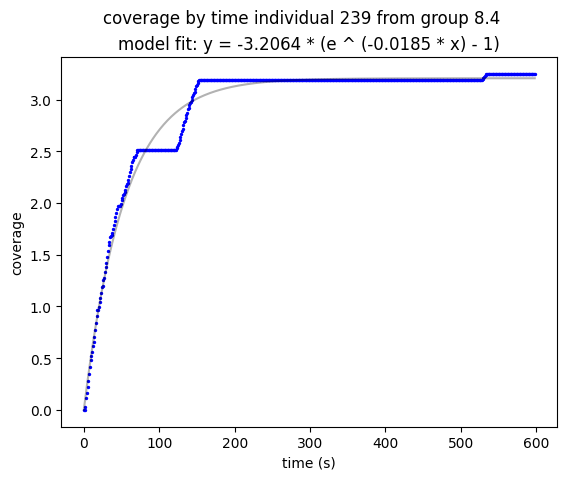 coverage by time individual 239 from group 8.4
model fit: y = -3.2064 * (e ^ (-0.0185 * x) - 1)
3.0
2.5
2.0
1.5
1.0
0.5
0.0
coverage
0 100 200 300 400 500 600
time (s)